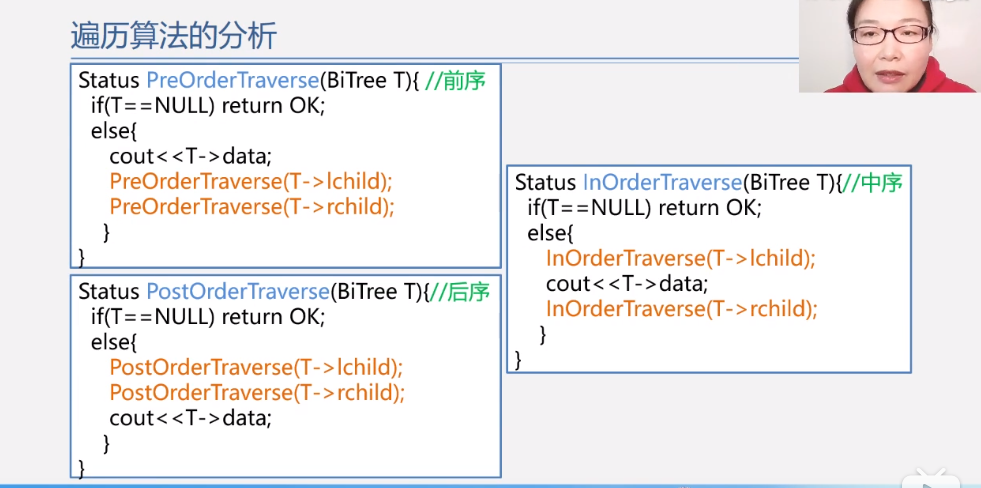 遍历算法的分析
Status PreOrderTraverse(BiTree T){ //前序
if(T==NULL) return OK;
else{
cout<<T->data;
PreOrderTraverse(T->lchild);
PreOrderTraverse(T->rchild);
}
}
Status PostOrderTraverse(BiTree T){//后序
if(T==NULL) return OK;
else{
PostOrderTraverse(T->lchild);
PostOrderTraverse(T->rchild);
cout<<T->data;
}
}
Status InOrderTraverse(BiTree T){//中序
if(T==NULL) return OK;
else{
InOrderTraverse(T->lchild);
cout<<T->data;
InOrderTraverse(T->rchild);
}
}